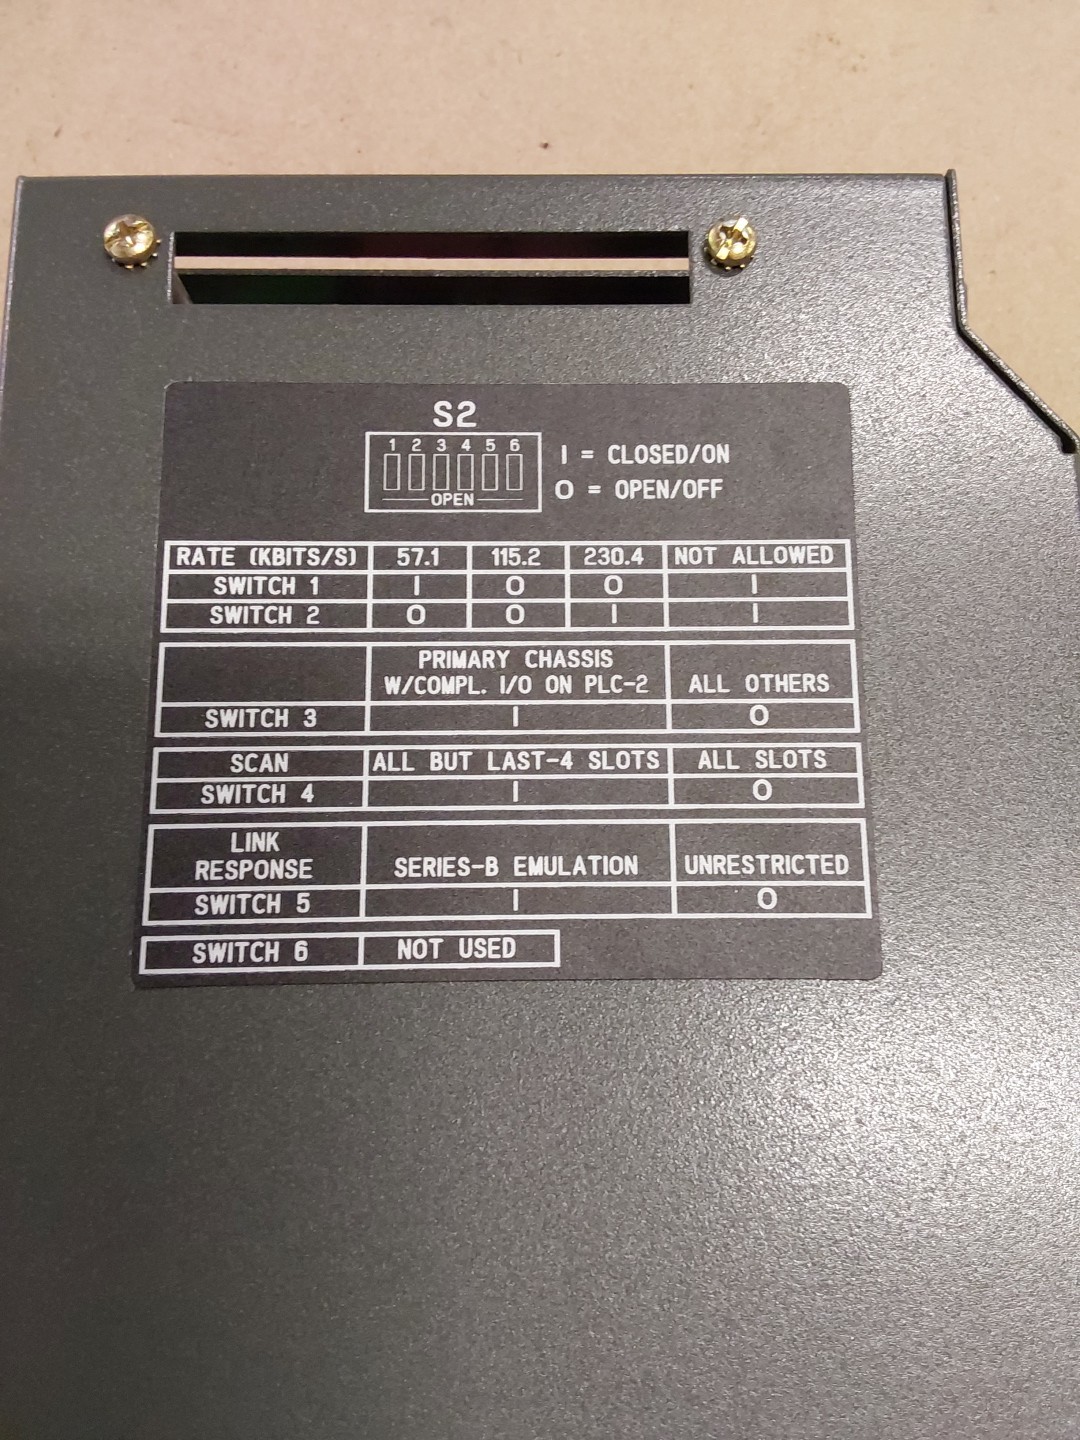 S2
1 2 3 4 5 6
OPEN
I = CLOSED/ON
O = OPEN/OFF
RATE (KBITS/S) 57.1 115.2 230.4 NOT ALLOWED
SWITCH 1 I O O I
SWITCH 2 O O I I
PRIMARY CHASSIS
W/COMPL. I/O ON PLC-2 ALL OTHERS
SWITCH 3 I O
SCAN ALL BUT LAST-4 SLOTS ALL SLOTS
SWITCH 4 I O
LINK
RESPONSE SERIES-B EMULATION UNRESTRICTED
SWITCH 5 I O
SWITCH 6 NOT USED